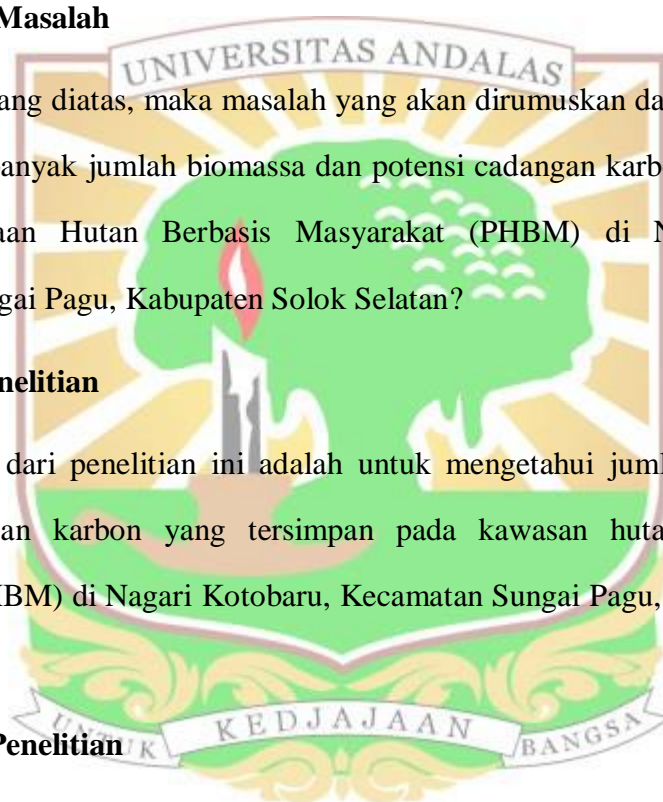 Masalah
UNIVERSITAS ANDALAS
ang diatas, maka masalah yang akan dirumuskan da
anyak jumlah biomassa dan potensi cadangan karb
aan Hutan Berbasis Masyarakat (PHBM) di N
gai Pagu, Kabupaten Solok Selatan?
nelitian
dari penelitian ini adalah untuk mengetahui juml
an karbon yang tersimpan pada kawasan huta
BM) di Nagari Kotobaru, Kecamatan Sungai Pagu,
UNTUK KEDJAJAAN BANGSA
Penelitian